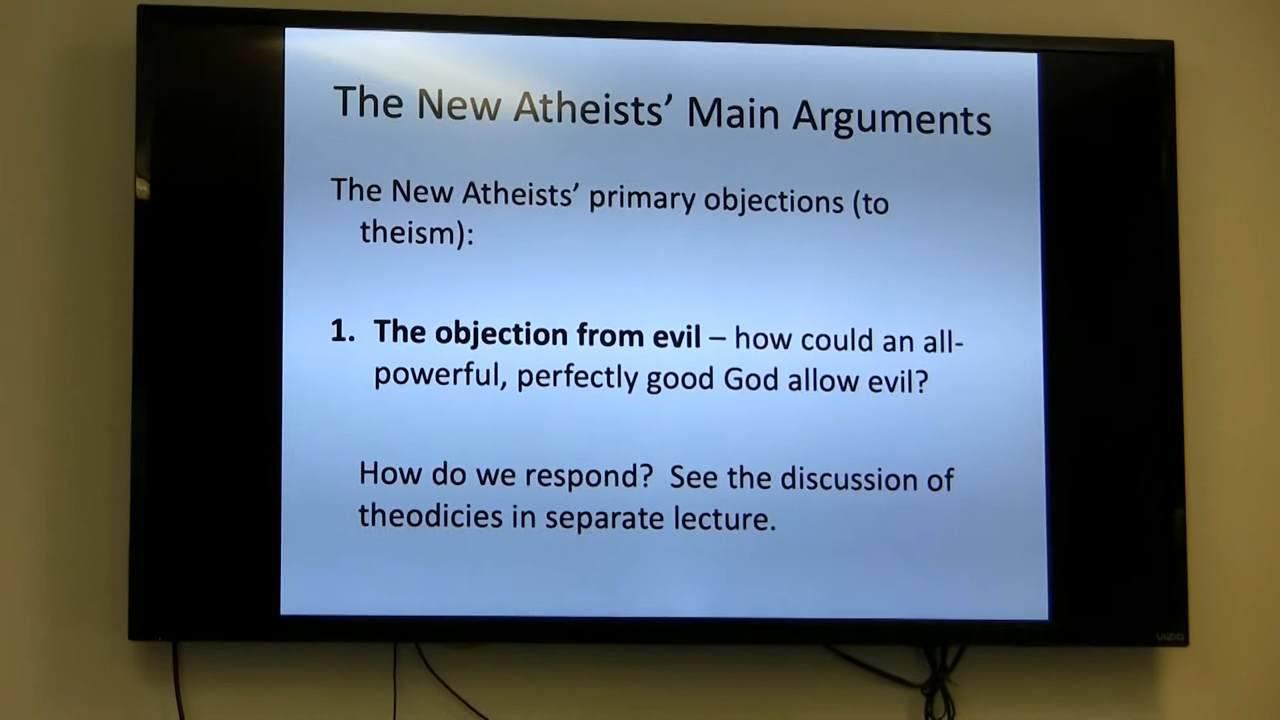 The New Atheists’ Main Arguments
The New Atheists’ primary objections (to
theism):
1. The objection from evil – how could an all-
powerful, perfectly good God allow evil?
How do we respond? See the discussion of
theodicies in separate lecture.
VIZIO